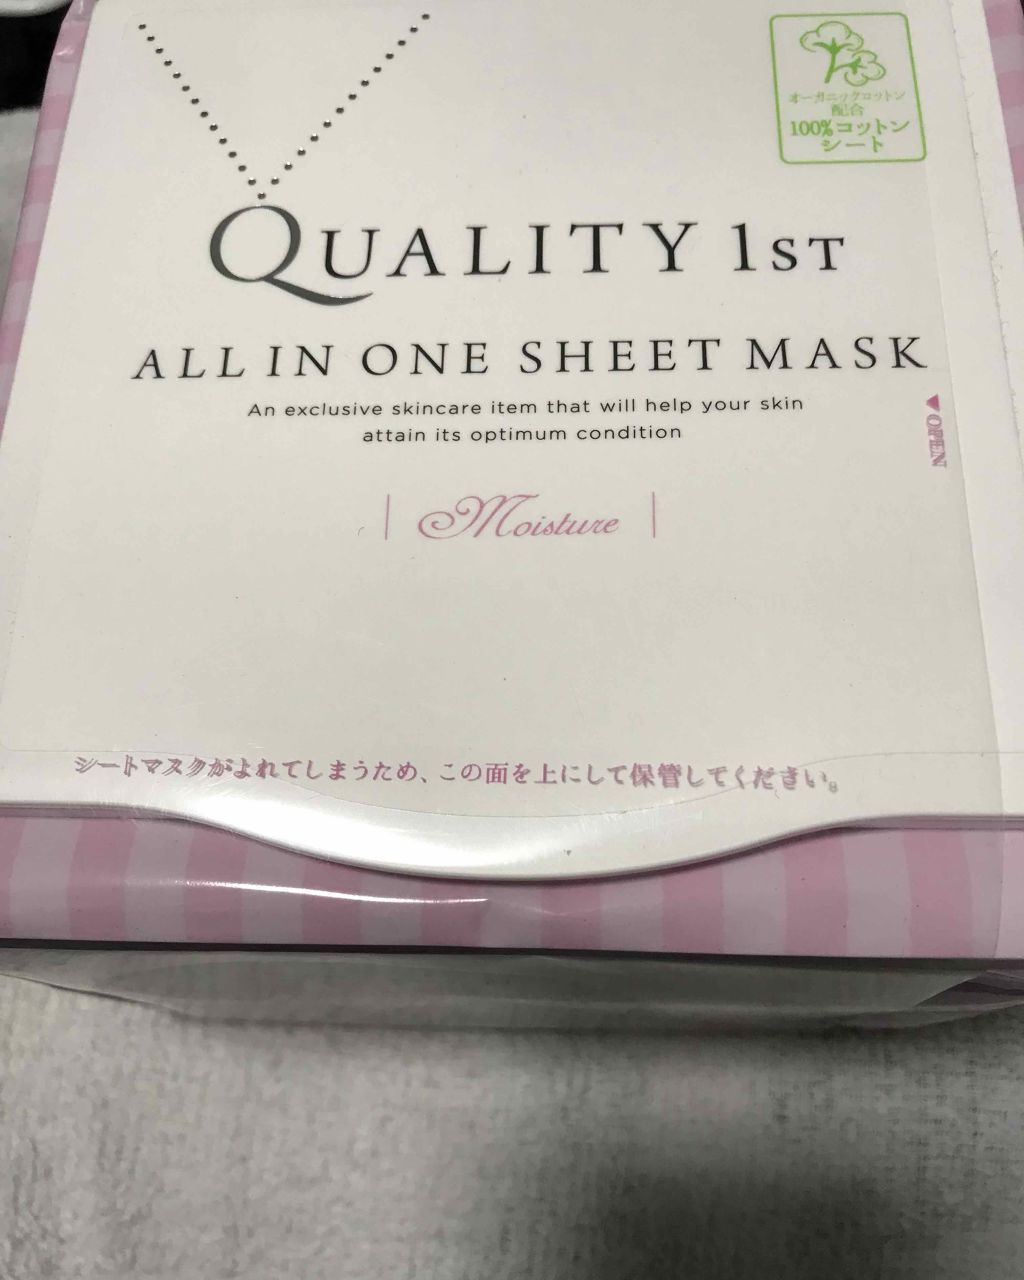 オーガニックコットン
配合
100%コットン
シート
QUALITY 1ST
ALL IN ONE SHEET MASK
An exclusive skincare item that will help your skin
attain its optimum condition
OPEN
Moisture
シートマスクがよれてしまうため、この面を上にして保管してください。